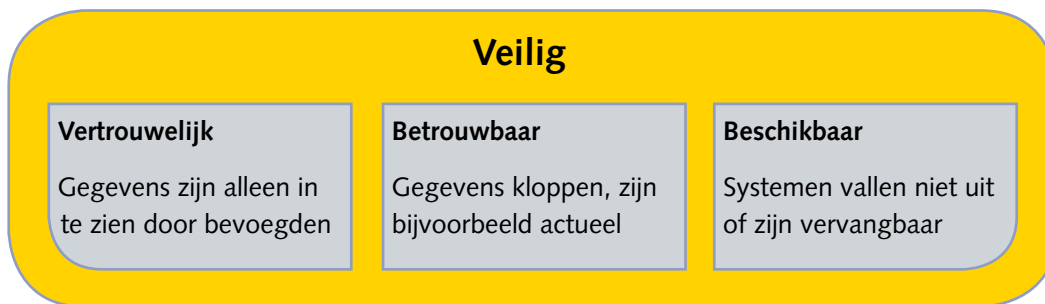 Veilig
Vertrouwelijk
Gegevens zijn alleen in
te zien door bevoegden
Betrouwbaar
Gegevens kloppen, zijn
bijvoorbeeld actueel
Beschikbaar
Systemen vallen niet uit
of zijn vervangbaar